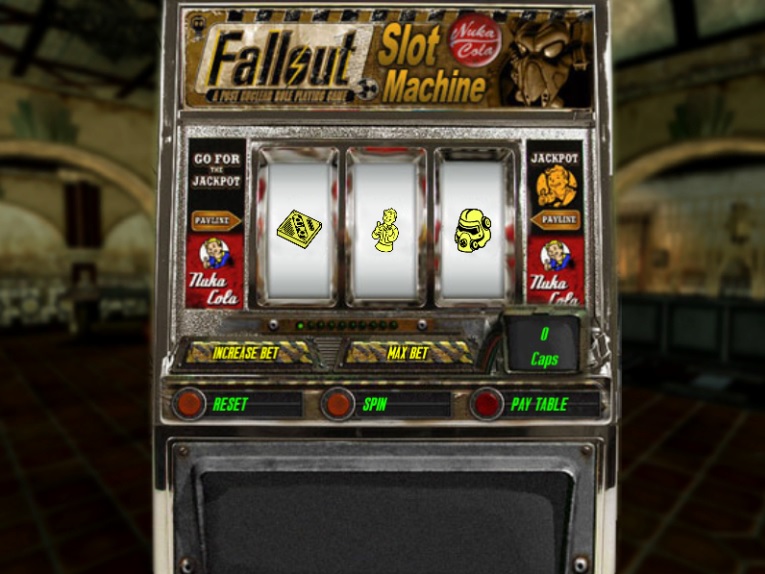 Fallout
A POST NUCLEAR ROLE PLAYING GAME
Slot
Machine
Nuka
Cola
GO FOR
THE
JACKPOT
PAYLINE
Nuka
Cola
JACKPOT
PAYLINE
Nuka
Cola
INCREASE BET
MAX BET
0
Caps
RESET
SPIN
PAY TABLE